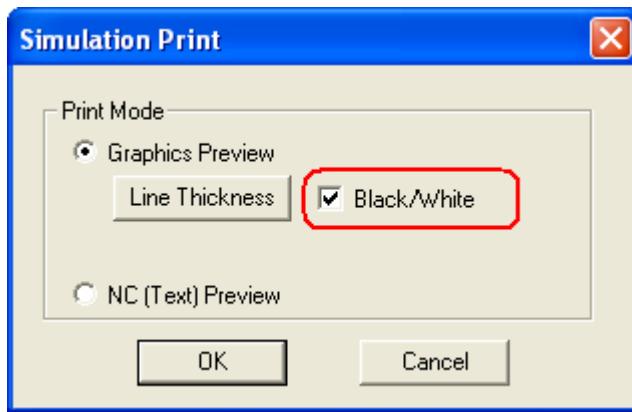 Simulation Print
Print Mode
Graphics Preview
Line Thickness Black/White
NC (Text) Preview
OK Cancel